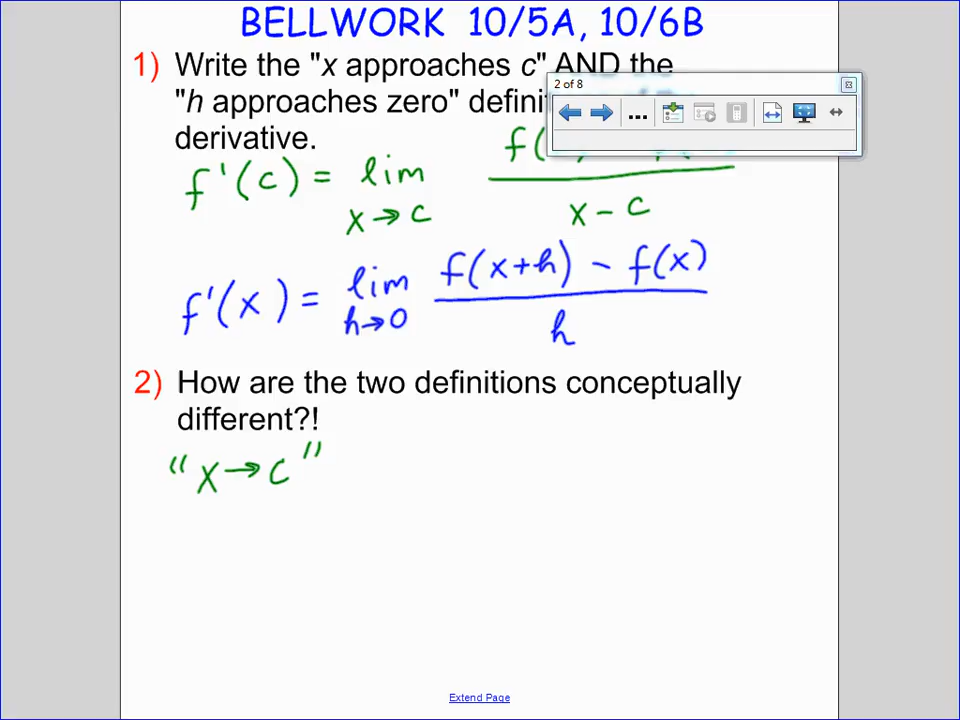 BELLWORK 10/5A, 10/6B
1) Write the "x approaches c" AND the
2 of 8
"h approaches zero"
derivative.
f'(c) = lim x→c f( x - c
f'(x) = lim h→0 f(x+h) - f(x) h
2) How are the two definitions conceptually
different?!
"x→c"
Extend Page